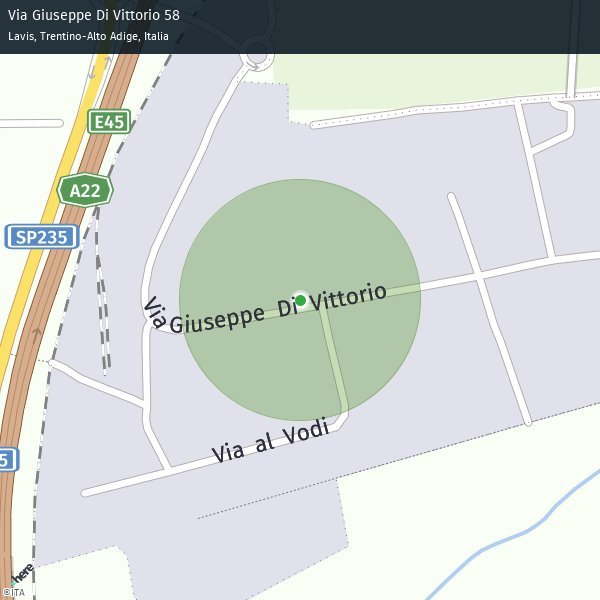 Via Giuseppe Di Vittorio 58
Lavis, Trentino-Alto Adige, Italia
E45
A22
SP235
Via Giuseppe Di Vittorio
Via al Vodi
5
here
©ITA